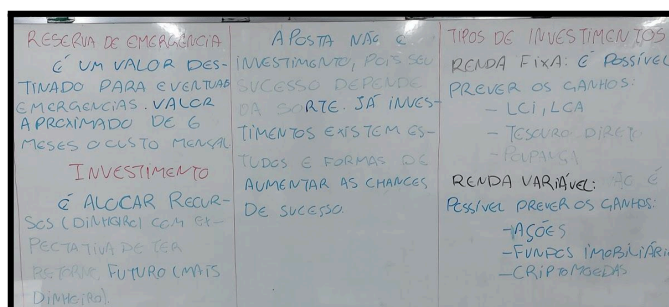 RESERVA DE EMERGÊNCIA
É UM VALOR DES-
TINADO PARA EVENTUAIS
EMERGENCIAS. VALOR
APROXIMADO DE 6
MESES O CUSTO MENSAL
INVESTIMENTO
É ALOCAR RECUR-
SOS (DINHEIRO) COM EX-
PECTATIVA DE TER
RETORNO FUTURO (MAIS
DINHEIRO).
APOSTA NÃO É
INVESTIMENTO, POIS SEU
SUCESSO DEPENDE
DA SORTE. JÁ INVES-
TIMENTOS EXISTEM ES-
TUDOS E FORMAS DE
AUMENTAR AS CHANCES
DE SUCESSO.
TIPOS DE INVESTIMENTOS
RENDA FIXA: É POSSÍVEL
PREVER OS GANHOS:
- LCI, LCA
- TESOURO DIRETO
- POUPANÇA
RENDA VARIÁVEL: NÃO É
POSSÍVEL PREVER OS GANHOS:
- AÇÕES
- FUNDOS IMOBILIÁRIO
- CRIPTOMOEDAS